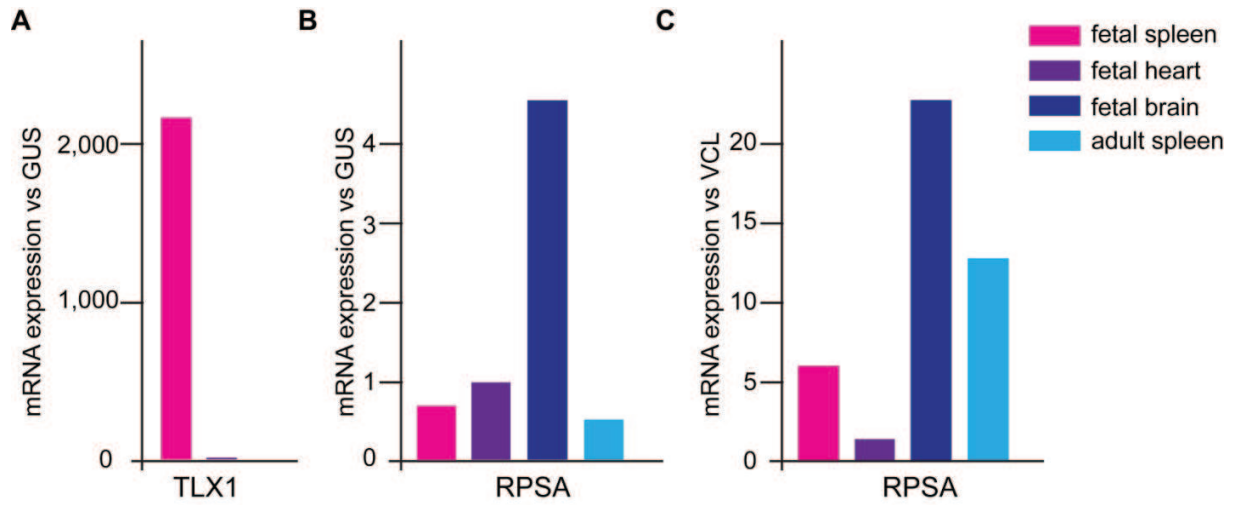 A
mRNA expression vs GUS
2,000
1,000
0
TLX1
B
mRNA expression vs GUS
4
3
2
1
0
RPSA
C
mRNA expression vs VCL
20
15
10
5
0
RPSA
fetal spleen
fetal heart
fetal brain
adult spleen